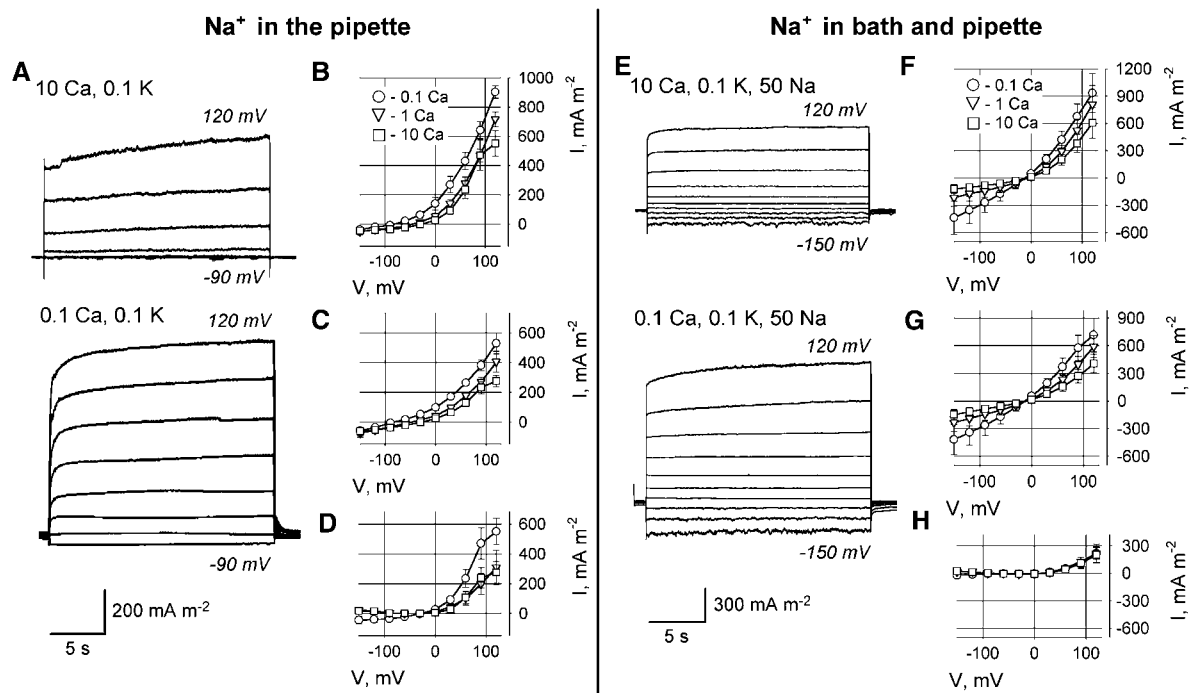 Na⁺ in the pipette
A
10 Ca, 0.1 K
120 mV
-90 mV
0.1 Ca, 0.1 K
120 mV
-90 mV
200 mA m⁻²
5 s
B
○ - 0.1 Ca
▽ - 1 Ca
□ - 10 Ca
1000
800
600
400
200
0
I, mA m⁻²
-100 0 100
V, mV
C
600
400
200
0
I, mA m⁻²
-100 0 100
V, mV
D
600
400
200
0
I, mA m⁻²
-100 0 100
V, mV
Na⁺ in bath and pipette
E
10 Ca, 0.1 K, 50 Na
120 mV
-150 mV
0.1 Ca, 0.1 K, 50 Na
120 mV
-150 mV
300 mA m⁻²
5 s
F
○ - 0.1 Ca
▽ - 1 Ca
□ - 10 Ca
1200
900
600
300
0
-300
-600
I, mA m⁻²
-100 0 100
V, mV
G
900
600
300
0
-300
-600
I, mA m⁻²
-100 0 100
V, mV
H
300
0
-300
-600
I, mA m⁻²
-100 0 100
V, mV